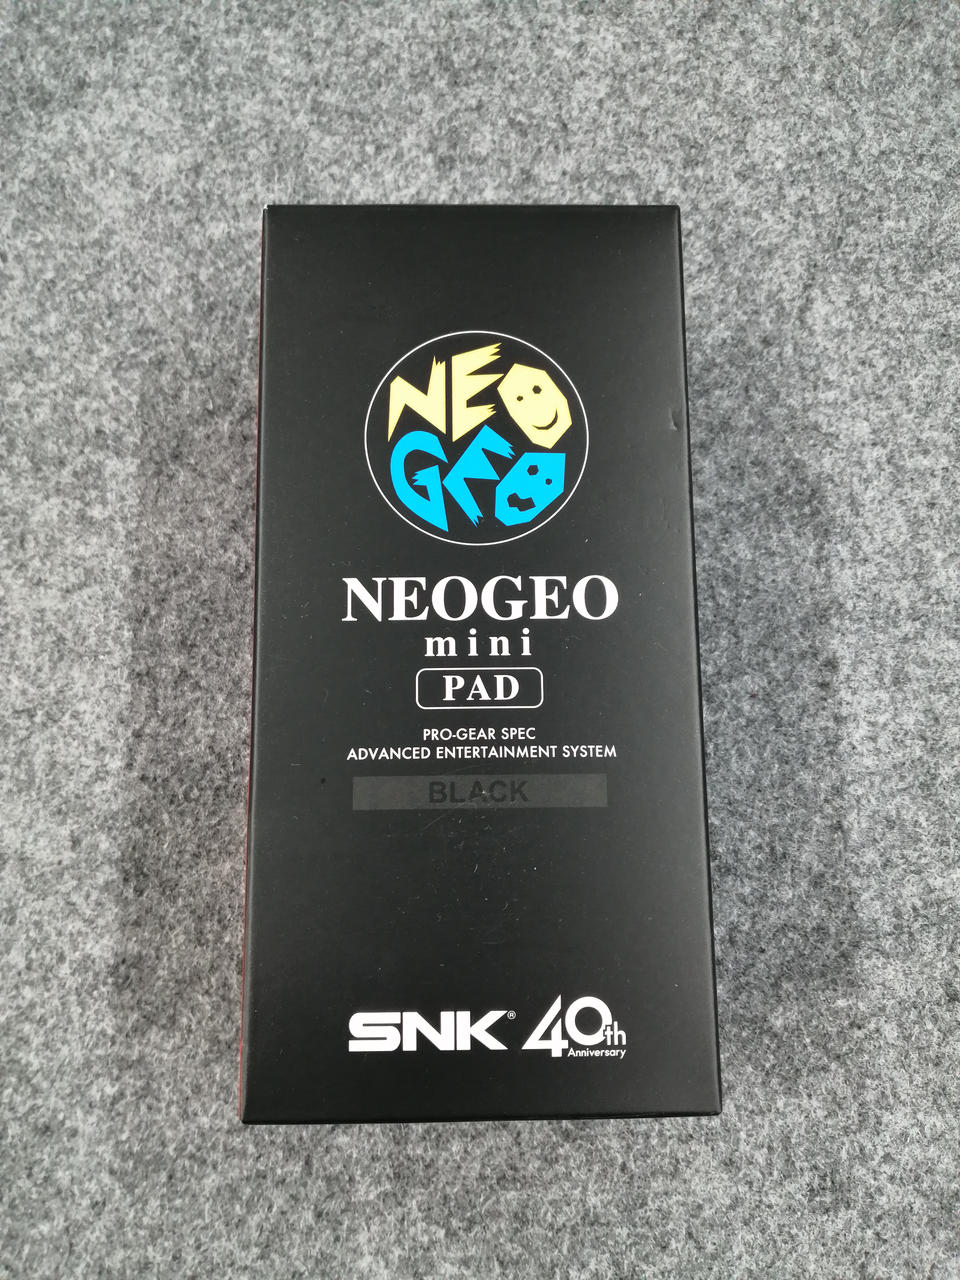 NEO
GEO
NEOGEO
mini
PAD
PRO-GEAR SPEC
ADVANCED ENTERTAINMENT SYSTEM
BLACK
SNK® 40th
Anniversary